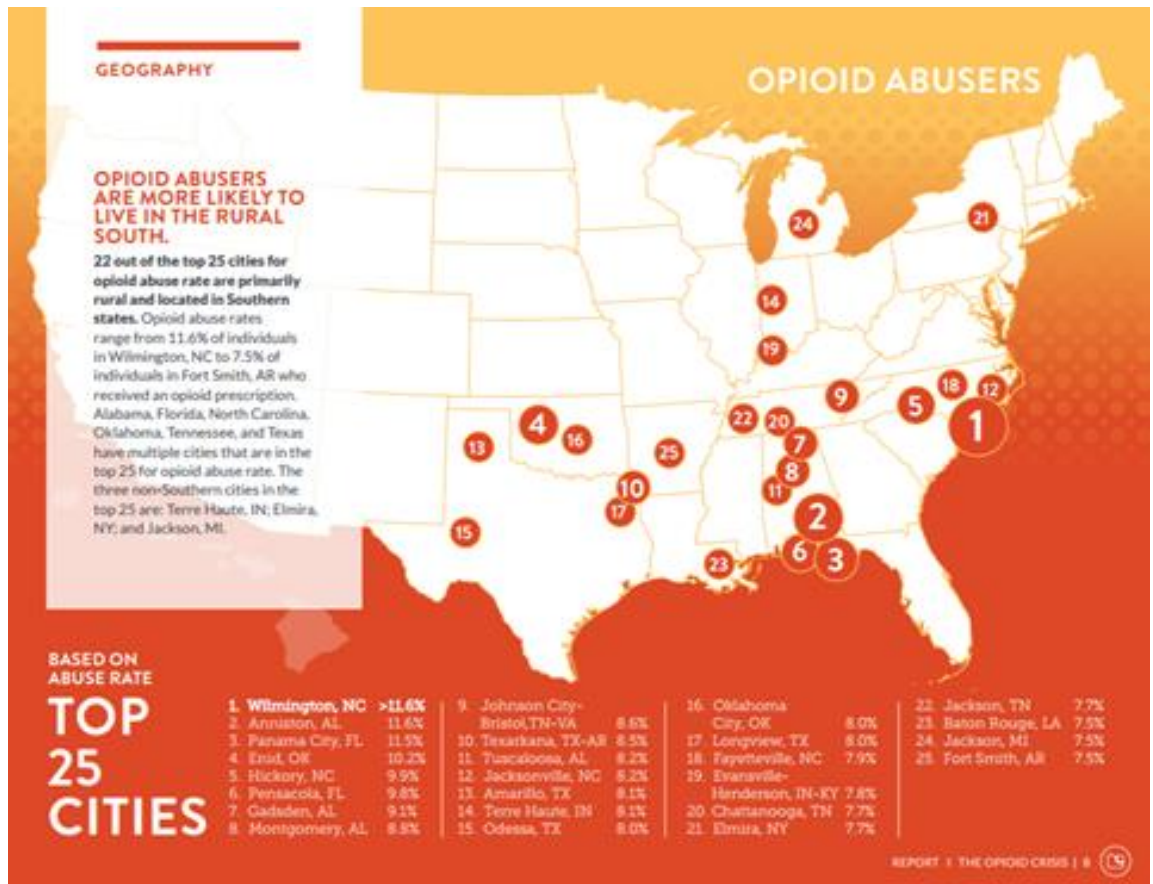 GEOGRAPHY
OPIOID ABUSERS
OPIOID ABUSERS
ARE MORE LIKELY TO
LIVE IN THE RURAL
SOUTH.
22 out of the top 25 cities for
opioid abuse rate are primarily
rural and located in Southern
states. Opioid abuse rates
range from 11.6% of individuals
in Wilmington, NC to 7.5% of
individuals in Fort Smith, AR who
received an opioid prescription.
Alabama, Florida, North Carolina,
Oklahoma, Tennessee, and Texas
have multiple cities that are in the
top 25 for opioid abuse rate. The
three non-Southern cities in the
top 25 are: Terre Haute, IN; Elmira,
NY; and Jackson, MI.
24
21
14
19
9
18
12
5
1
4
16
13
22
20
7
25
8
10
11
17
2
15
6
3
23
BASED ON
ABUSE RATE
TOP
25
CITIES
1. Wilmington, NC >11.6%
2. Anniston, AL 11.6%
3. Panama City, FL 11.5%
4. Enid, OK 10.2%
5. Hickory, NC 9.9%
6. Pensacola, FL 9.8%
7. Gadsden, AL 9.1%
8. Montgomery, AL 8.8%
9. Johnson City-
Bristol, TN-VA 8.6%
10. Texarkana, TX-AR 8.5%
11. Tuscaloosa, AL 8.2%
12. Jacksonville, NC 8.2%
13. Amarillo, TX 8.1%
14. Terre Haute, IN 8.1%
15. Odessa, TX 8.0%
16. Oklahoma
City, OK 8.0%
17. Longview, TX 8.0%
18. Fayetteville, NC 7.9%
19. Evansville-
Henderson, IN-KY 7.8%
20. Chattanooga, TN 7.7%
21. Elmira, NY 7.7%
22. Jackson, TN 7.7%
23. Baton Rouge, LA 7.5%
24. Jackson, MI 7.5%
25. Fort Smith, AR 7.5%
REPORT | THE OPIOID CRISIS | 8